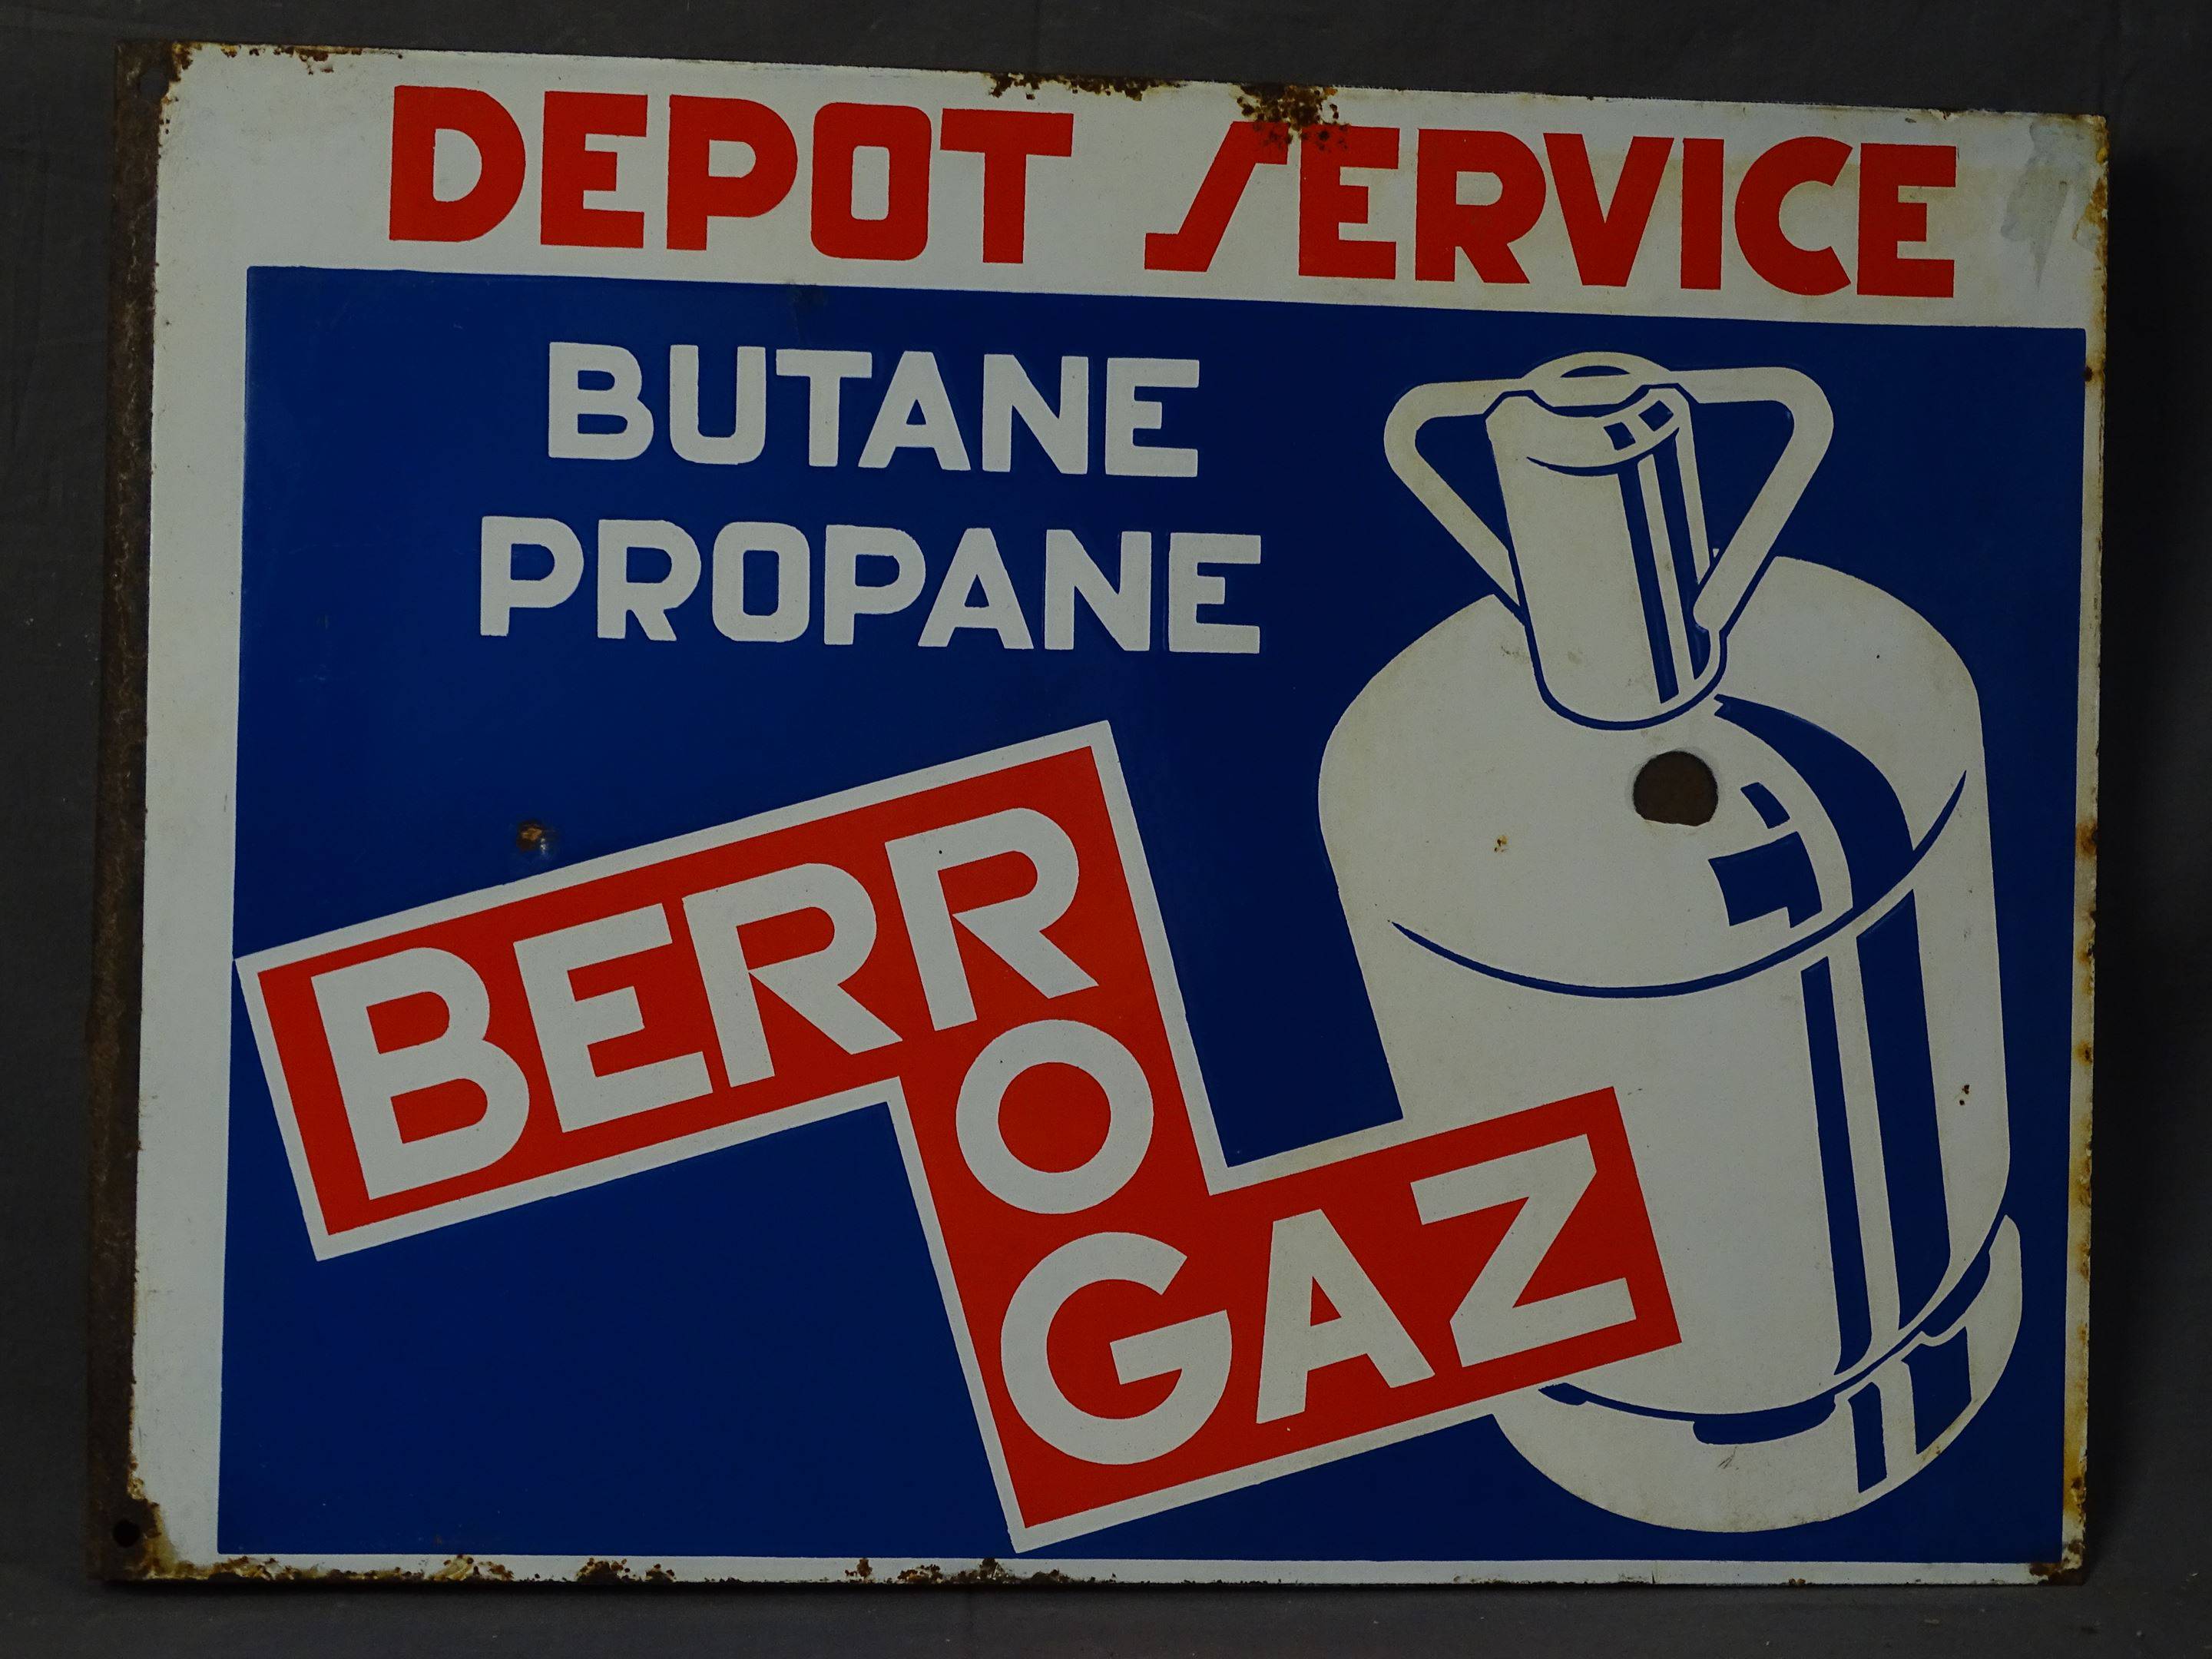 DEPOT SERVICE
BUTANE
PROPANE
BERR
O
GAZ